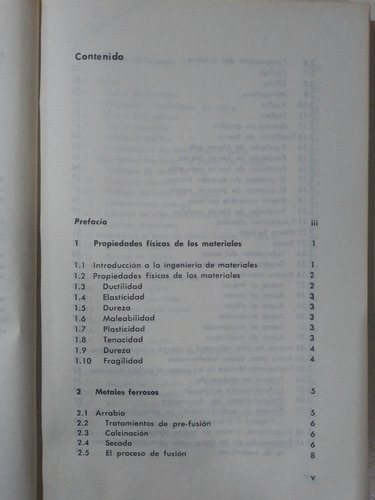 Contenido
Prefacio iii
1 Propiedades físicas de los materiales 1
1.1 Introducción a la ingeniería de materiales 1
1.2 Propiedades físicas de los materiales 2
1.3 Ductilidad 2
1.4 Elasticidad 3
1.5 Dureza 3
1.6 Maleabilidad 3
1.7 Plasticidad 3
1.8 Tenacidad 3
1.9 Dureza 4
1.10 Fragilidad 4
2 Metales ferrosos 5
2.1 Arrabio 5
2.2 Tratamientos de pre-fusión 6
2.3 Calcinación 6
2.4 Secado 6
2.5 El proceso de fusión 8
v